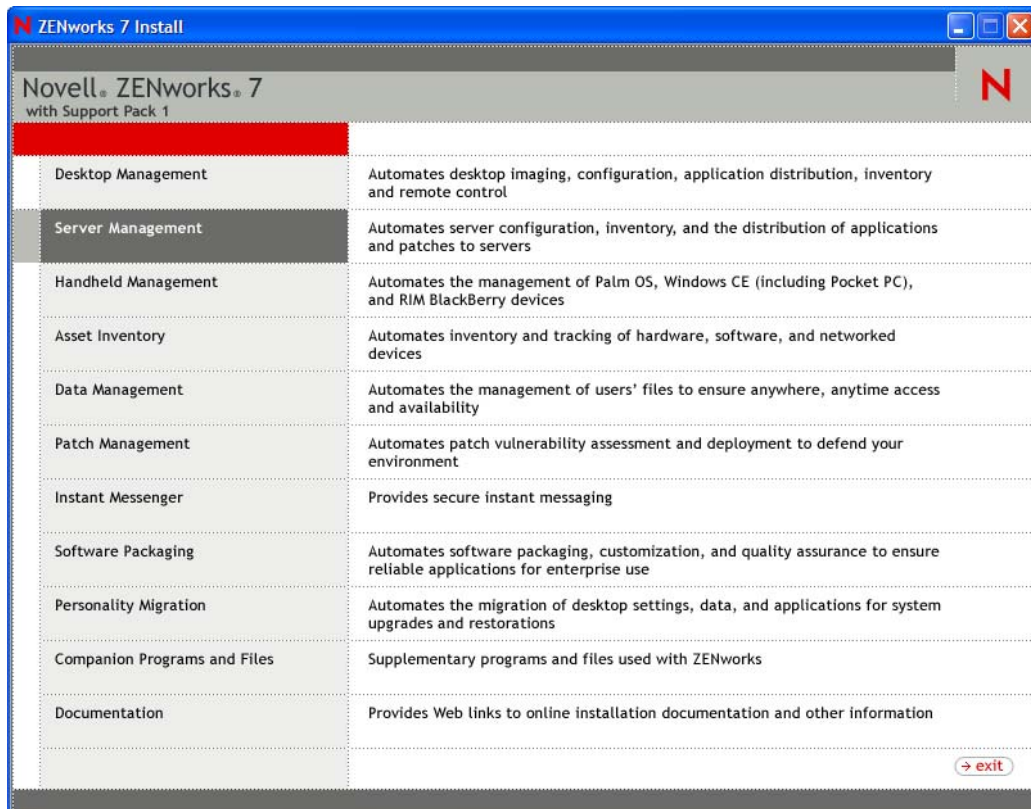 N ZENworks 7 Install
Novell® ZENworks® 7
with Support Pack 1
N
Desktop Management
Automates desktop imaging, configuration, application distribution, inventory
and remote control
Server Management
Automates server configuration, inventory, and the distribution of applications
and patches to servers
Handheld Management
Automates the management of Palm OS, Windows CE (including Pocket PC),
and RIM BlackBerry devices
Asset Inventory
Automates inventory and tracking of hardware, software, and networked
devices
Data Management
Automates the management of users’ files to ensure anywhere, anytime access
and availability
Patch Management
Automates patch vulnerability assessment and deployment to defend your
environment
Instant Messenger
Provides secure instant messaging
Software Packaging
Automates software packaging, customization, and quality assurance to ensure
reliable applications for enterprise use
Personality Migration
Automates the migration of desktop settings, data, and applications for system
upgrades and restorations
Companion Programs and Files
Supplementary programs and files used with ZENworks
Documentation
Provides Web links to online installation documentation and other information
→ exit